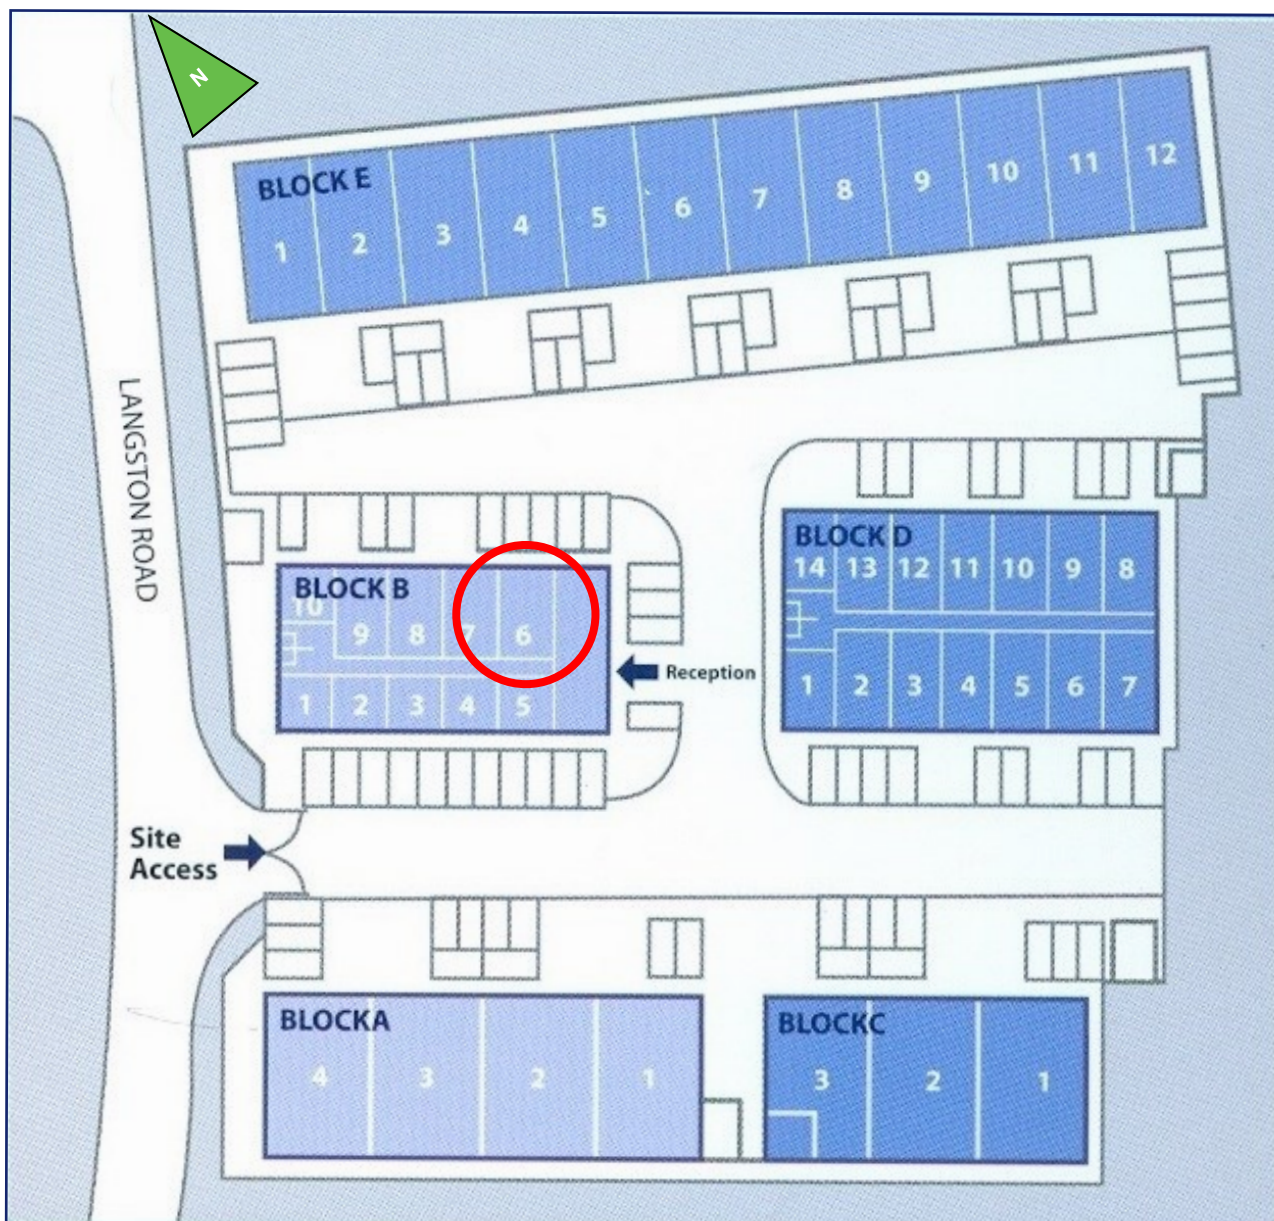 N
BLOCK E
1 2 3 4 5 6 7 8 9 10 11 12
LANGSTON ROAD
BLOCK B
10 9 8 7 6
1 2 3 4 5
Reception
BLOCK D
14 13 12 11 10 9 8
1 2 3 4 5 6 7
Site
Access
BLOCKA
4 3 2 1
BLOCKC
3 2 1